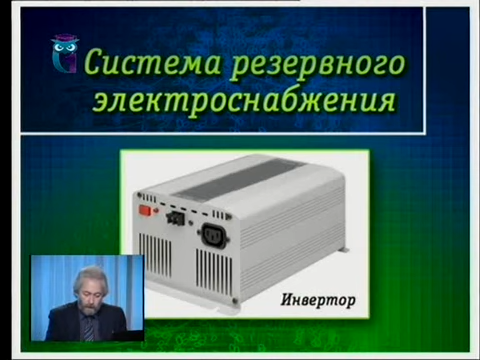 Система резервного
электроснабжения
Инвертор